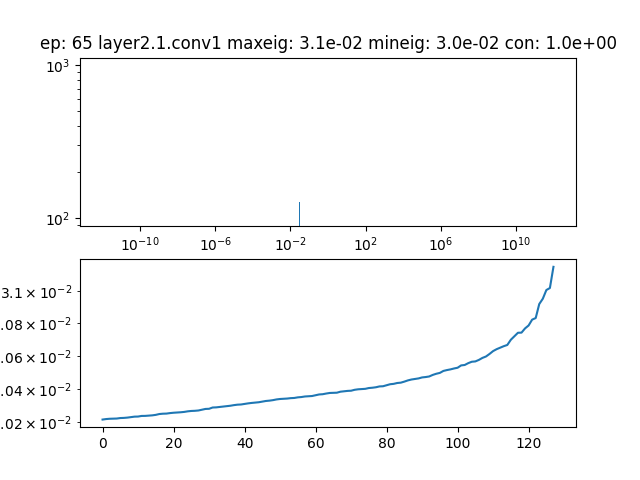 ep: 65 layer2.1.conv1 maxeig: 3.1e-02 mineig: 3.0e-02 con: 1.0e+00
10³
10²
10⁻¹⁰ 10⁻⁶ 10⁻² 10² 10⁶ 10¹⁰
3.1 × 10⁻²
.08 × 10⁻²
.06 × 10⁻²
.04 × 10⁻²
.02 × 10⁻²
0 20 40 60 80 100 120